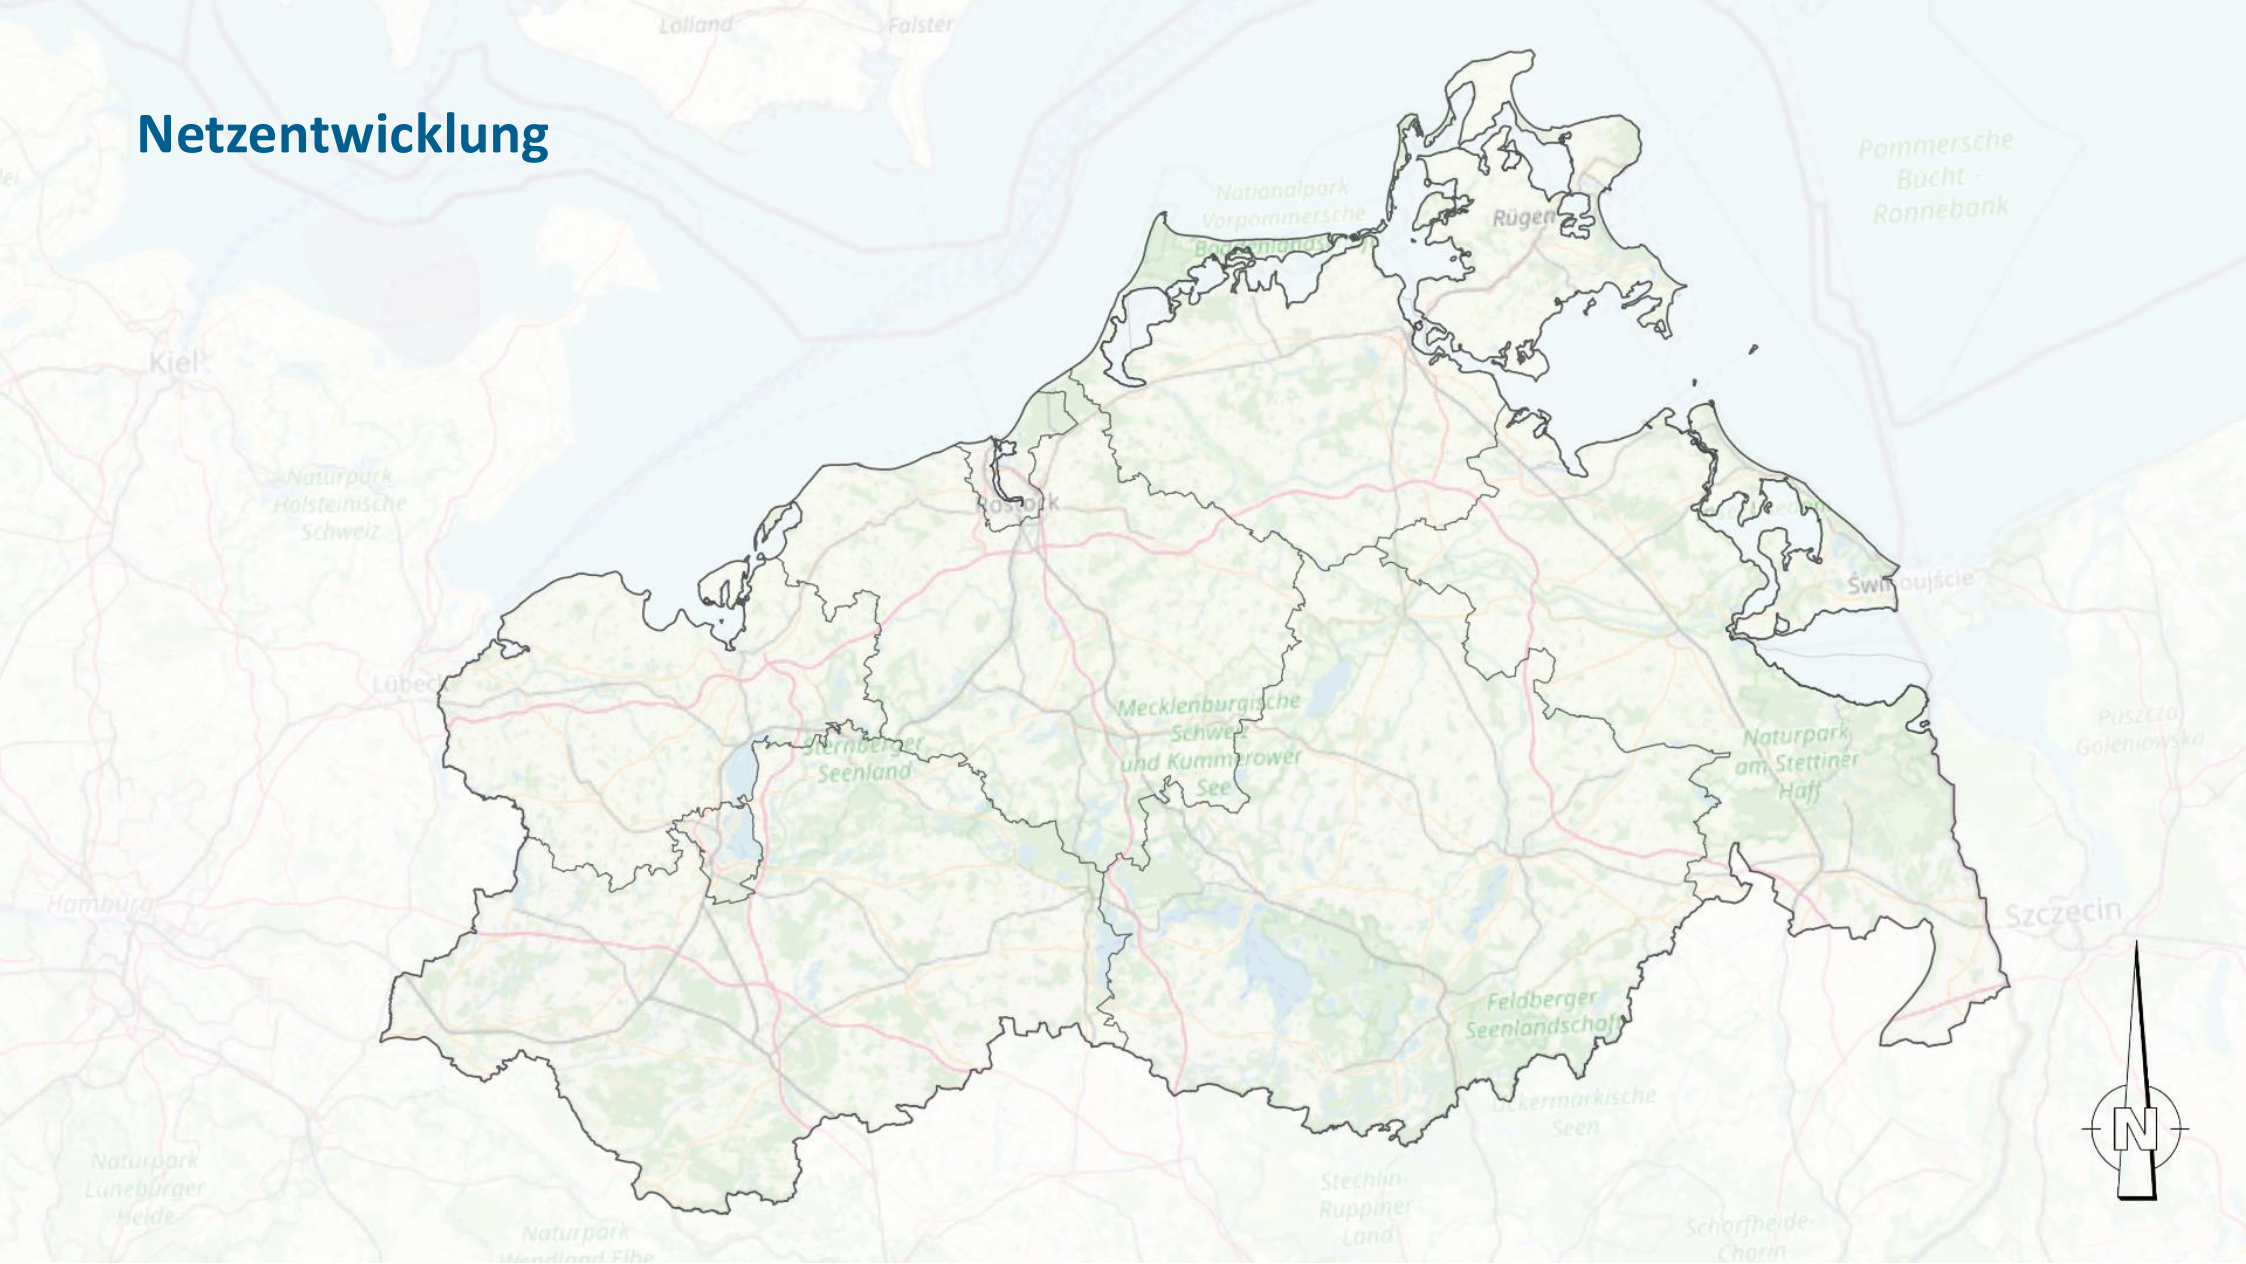 Lolland
Falster
Netzentwicklung
Pommersche
Bucht -
Rönnebank
Nationalpark
Vorpommersche
Rügen
Kiel
Naturpark
Holsteinische
Schweiz
Rostock
Świnoujście
Lübeck
Mecklenburgische
Schweiz
und Kummerower
See
Sternberger
Seenland
Naturpark
am Stettiner
Haff
Puszcza
Goleniowska
Hamburg
Szczecin
Feldberger
Seenlandschaft
Uckermärkische
Seen
N
Naturpark
Lüneburger
Heide
Stechlin-
Ruppiner
Land
Naturpark
Schorfheide-
Chorin